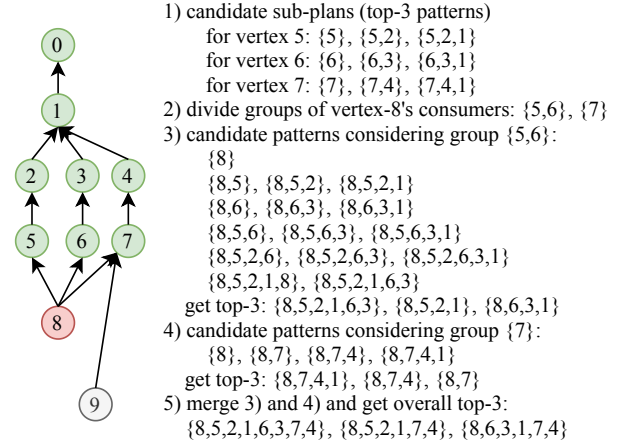 0
1
2 3 4
5 6 7
8
9
1) candidate sub-plans (top-3 patterns)
for vertex 5: {5}, {5,2}, {5,2,1}
for vertex 6: {6}, {6,3}, {6,3,1}
for vertex 7: {7}, {7,4}, {7,4,1}
2) divide groups of vertex-8's consumers: {5,6}, {7}
3) candidate patterns considering group {5,6}:
{8}
{8,5}, {8,5,2}, {8,5,2,1}
{8,6}, {8,6,3}, {8,6,3,1}
{8,5,6}, {8,5,6,3}, {8,5,6,3,1}
{8,5,2,6}, {8,5,2,6,3}, {8,5,2,6,3,1}
{8,5,2,1,8}, {8,5,2,1,6,3}
get top-3: {8,5,2,1,6,3}, {8,5,2,1}, {8,6,3,1}
4) candidate patterns considering group {7}:
{8}, {8,7}, {8,7,4}, {8,7,4,1}
get top-3: {8,7,4,1}, {8,7,4}, {8,7}
5) merge 3) and 4) and get overall top-3:
{8,5,2,1,6,3,7,4}, {8,5,2,1,7,4}, {8,6,3,1,7,4}